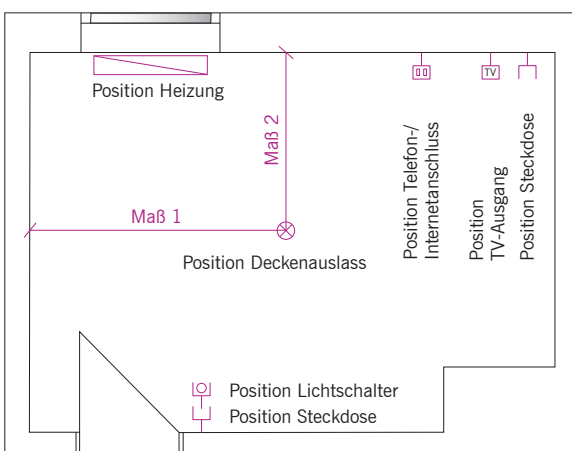 Position Heizung
Maß 2
Maß 1
Position Deckenauslass
Position Telefon-/
Internetanschluss
TV
Position
TV-Ausgang
Position Steckdose
Position Lichtschalter
Position Steckdose